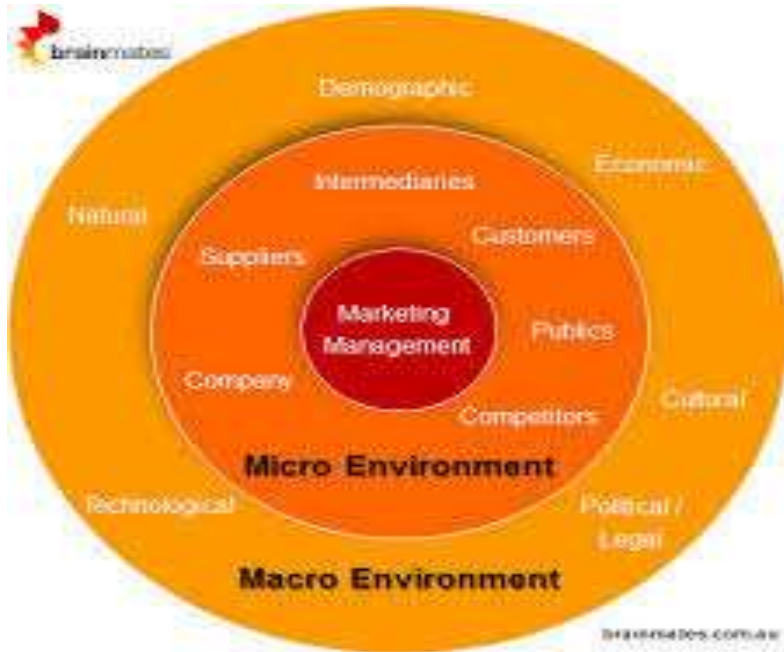 brainmates
Demographic
Economic
Intermediaries
Natural
Customers
Suppliers
Marketing
Management
Publics
Company
Cultural
Competitors
Micro Environment
Technological
Political /
Legal
Macro Environment
brainmates.com.au